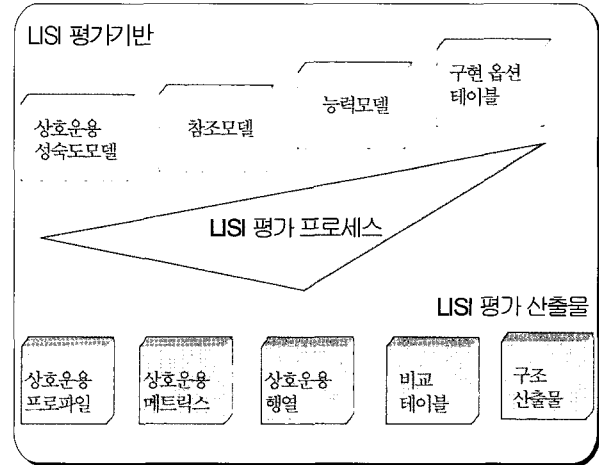 LISI 평가기반
상호운용
성숙도모델
참조모델
능력모델
구현 옵션
테이블
LISI 평가 프로세스
LISI 평가 산출물
상호운용
프로파일
상호운용
메트릭스
상호운용
행열
비교
테이블
구조
산출물